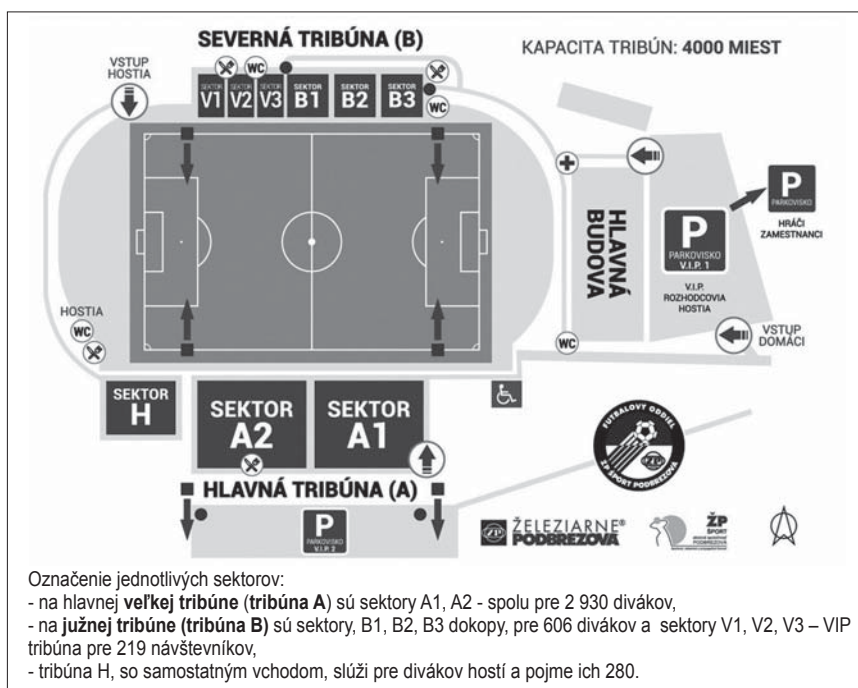 SEVERNÁ TRIBÚNA (B)
KAPACITA TRIBÚN: 4000 MIEST
VSTUP
HOSTIA
WC
SEKTOR
V1
SEKTOR
V2
SEKTOR
V3
SEKTOR
B1
SEKTOR
B2
SEKTOR
B3
WC
HLAVNÁ
BUDOVA
P
PARKOVISKO
V.I.P. 1
V.I.P.
ROZHODCOVIA
HOSTIA
P
PARKOVISKO
HRÁČI
ZAMESTNANCI
HOSTIA
WC
WC
VSTUP
DOMÁCI
SEKTOR
H
SEKTOR
A2
SEKTOR
A1
FUTBALOVÝ ODDIEL
ŽP ŠPORT PODBREZOVÁ
HLAVNÁ TRIBÚNA (A)
P
PARKOVISKO
V.I.P. 2
ŽELEZIARNE®
PODBREZOVÁ
ŽP
ŠPORT
PODBREZOVÁ
Označenie jednotlivých sektorov:
- na hlavnej veľkej tribúne (tribúna A) sú sektory A1, A2 - spolu pre 2 930 divákov,
- na južnej tribúne (tribúna B) sú sektory, B1, B2, B3 dokopy, pre 606 divákov a sektory V1, V2, V3 – VIP
tribúna pre 219 návštevníkov,
- tribúna H, so samostatným vchodom, slúži pre divákov hostí a pojme ich 280.